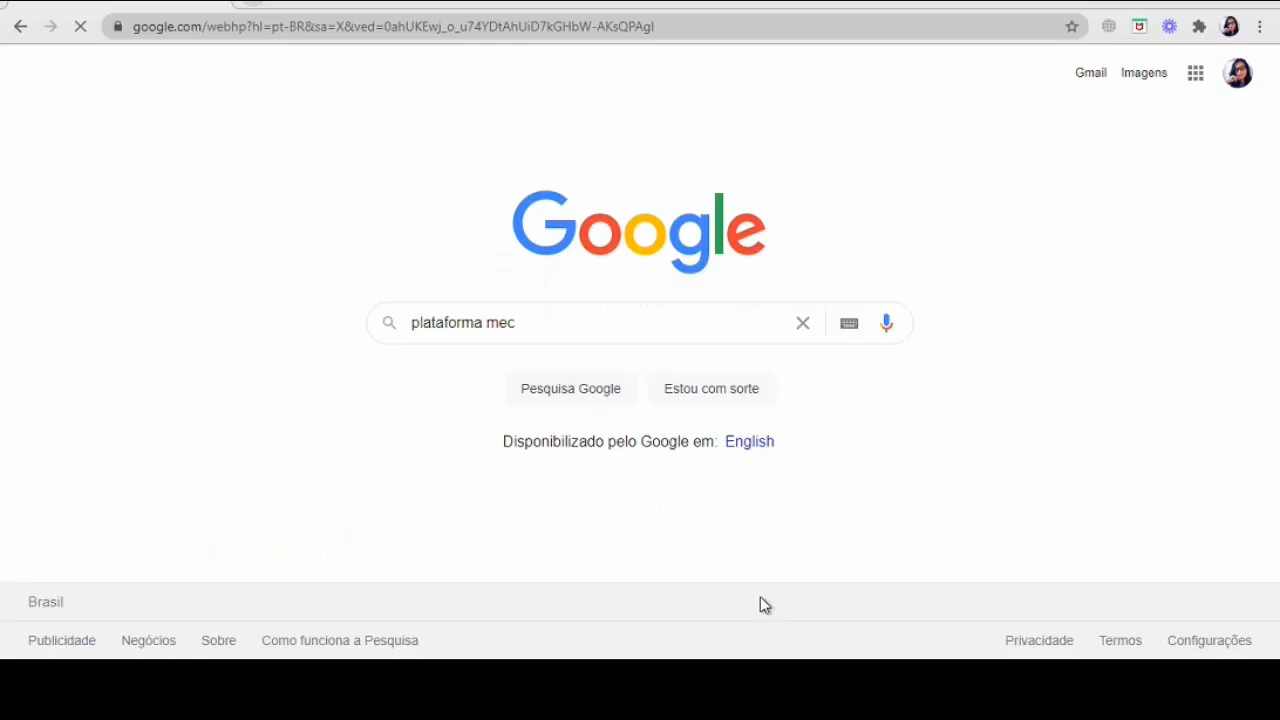 google.com/webhp?hl=pt-BR&sa=X&ved=0ahUKEwj_o_u74YDtAhUiD7kGHbW-AKsQPAgI
Gmail Imagens
Google
plataforma mec
Pesquisa Google Estou com sorte
Disponibilizado pelo Google em: English
Brasil
Publicidade Negócios Sobre Como funciona a Pesquisa Privacidade Termos Configurações